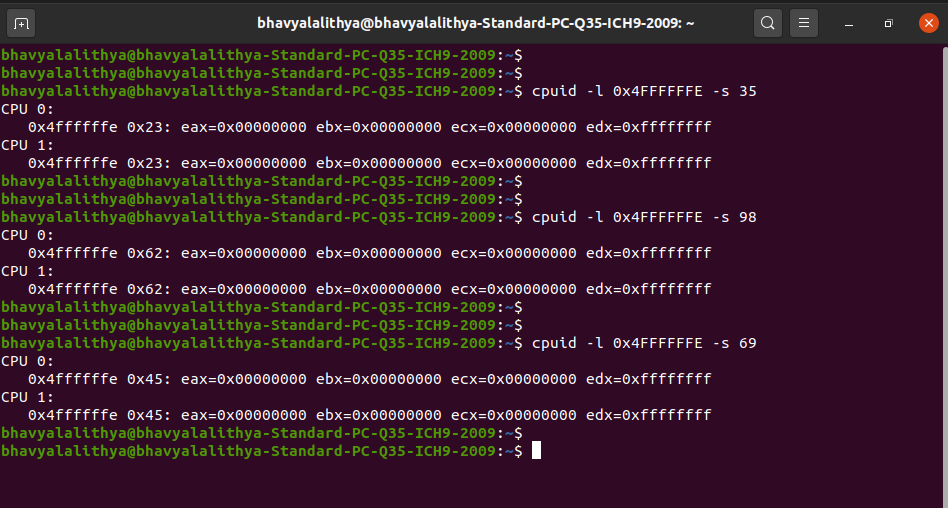 bhavyalalithya@bhavyalalithya-Standard-PC-Q35-ICH9-2009: ~
bhavyalalithya@bhavyalalithya-Standard-PC-Q35-ICH9-2009:~$
bhavyalalithya@bhavyalalithya-Standard-PC-Q35-ICH9-2009:~$
bhavyalalithya@bhavyalalithya-Standard-PC-Q35-ICH9-2009:~$ cpuid -l 0x4FFFFFFE -s 35
CPU 0:
   0x4ffffffe 0x23: eax=0x00000000 ebx=0x00000000 ecx=0x00000000 edx=0xffffffff
CPU 1:
   0x4ffffffe 0x23: eax=0x00000000 ebx=0x00000000 ecx=0x00000000 edx=0xffffffff
bhavyalalithya@bhavyalalithya-Standard-PC-Q35-ICH9-2009:~$
bhavyalalithya@bhavyalalithya-Standard-PC-Q35-ICH9-2009:~$
bhavyalalithya@bhavyalalithya-Standard-PC-Q35-ICH9-2009:~$ cpuid -l 0x4FFFFFFE -s 98
CPU 0:
   0x4ffffffe 0x62: eax=0x00000000 ebx=0x00000000 ecx=0x00000000 edx=0xffffffff
CPU 1:
   0x4ffffffe 0x62: eax=0x00000000 ebx=0x00000000 ecx=0x00000000 edx=0xffffffff
bhavyalalithya@bhavyalalithya-Standard-PC-Q35-ICH9-2009:~$
bhavyalalithya@bhavyalalithya-Standard-PC-Q35-ICH9-2009:~$
bhavyalalithya@bhavyalalithya-Standard-PC-Q35-ICH9-2009:~$ cpuid -l 0x4FFFFFFE -s 69
CPU 0:
   0x4ffffffe 0x45: eax=0x00000000 ebx=0x00000000 ecx=0x00000000 edx=0xffffffff
CPU 1:
   0x4ffffffe 0x45: eax=0x00000000 ebx=0x00000000 ecx=0x00000000 edx=0xffffffff
bhavyalalithya@bhavyalalithya-Standard-PC-Q35-ICH9-2009:~$
bhavyalalithya@bhavyalalithya-Standard-PC-Q35-ICH9-2009:~$